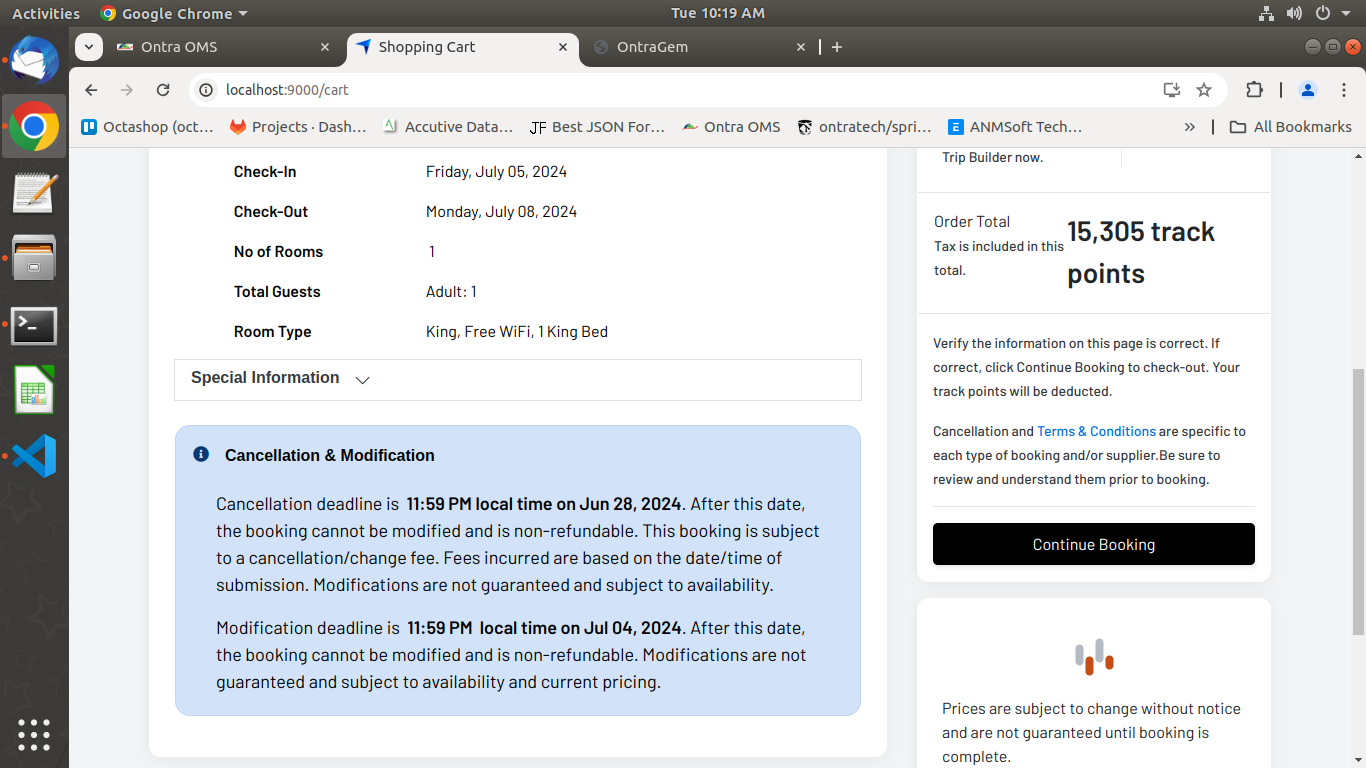 Activities
Google Chrome
Tue 10:19 AM
Ontra OMS
Shopping Cart
OntraGem
localhost:9000/cart
Octashop (oct…
Projects · Dash…
Accutive Data…
JF Best JSON For…
Ontra OMS
ontratech/spri…
E ANMSoft Tech…
» All Bookmarks
Check-In Friday, July 05, 2024
Check-Out Monday, July 08, 2024
No of Rooms 1
Total Guests Adult: 1
Room Type King, Free WiFi, 1 King Bed
Special Information
Cancellation & Modification
Cancellation deadline is 11:59 PM local time on Jun 28, 2024. After this date,
the booking cannot be modified and is non-refundable. This booking is subject
to a cancellation/change fee. Fees incurred are based on the date/time of
submission. Modifications are not guaranteed and subject to availability.
Modification deadline is 11:59 PM local time on Jul 04, 2024. After this date,
the booking cannot be modified and is non-refundable. Modifications are not
guaranteed and subject to availability and current pricing.
Trip Builder now.
Order Total
Tax is included in this
total.
15,305 track
points
Verify the information on this page is correct. If
correct, click Continue Booking to check-out. Your
track points will be deducted.
Cancellation and Terms & Conditions are specific to
each type of booking and/or supplier.Be sure to
review and understand them prior to booking.
Continue Booking
Prices are subject to change without notice
and are not guaranteed until booking is
complete.